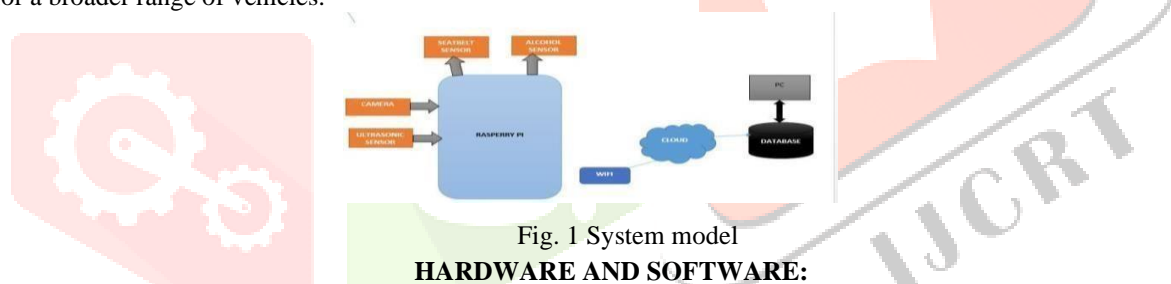 of a broader range of vehicles.
SEATBELT SENSOR
ALCOHOL SENSOR
CAMERA
ULTRASONIC SENSOR
RASPERRY PI
PC
CLOUD
DATABASE
WIFI
Fig. 1 System model
HARDWARE AND SOFTWARE:
IJCRT